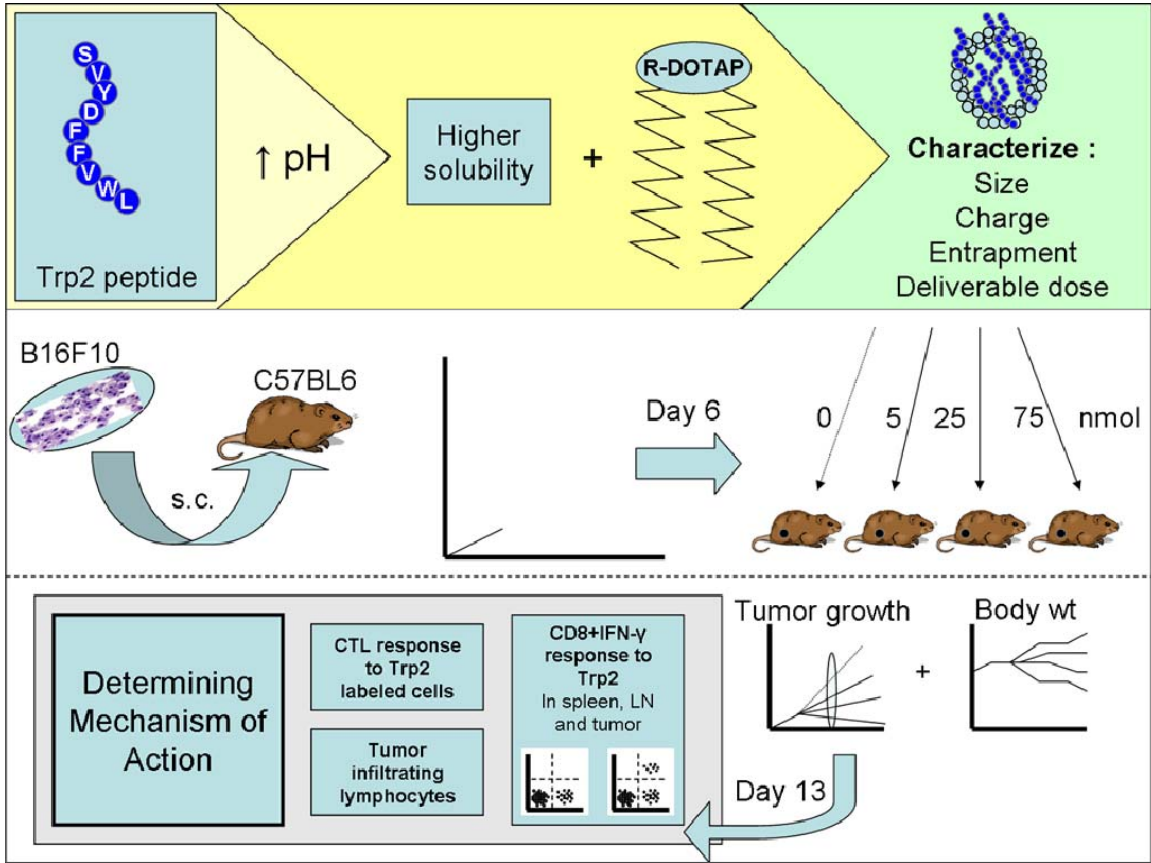 S
V
Y
D
F
F
V
W
L
Trp2 peptide
↑ pH
Higher
solubility
+
R-DOTAP
Characterize :
Size
Charge
Entrapment
Deliverable dose
B16F10
C57BL6
s.c.
Day 6
0 5 25 75 nmol
Determining
Mechanism of
Action
CTL response
to Trp2
labeled cells
Tumor
infiltrating
lymphocytes
CD8+IFN-γ
response to
Trp2
In spleen, LN
and tumor
Tumor growth
+
Body wt
Day 13